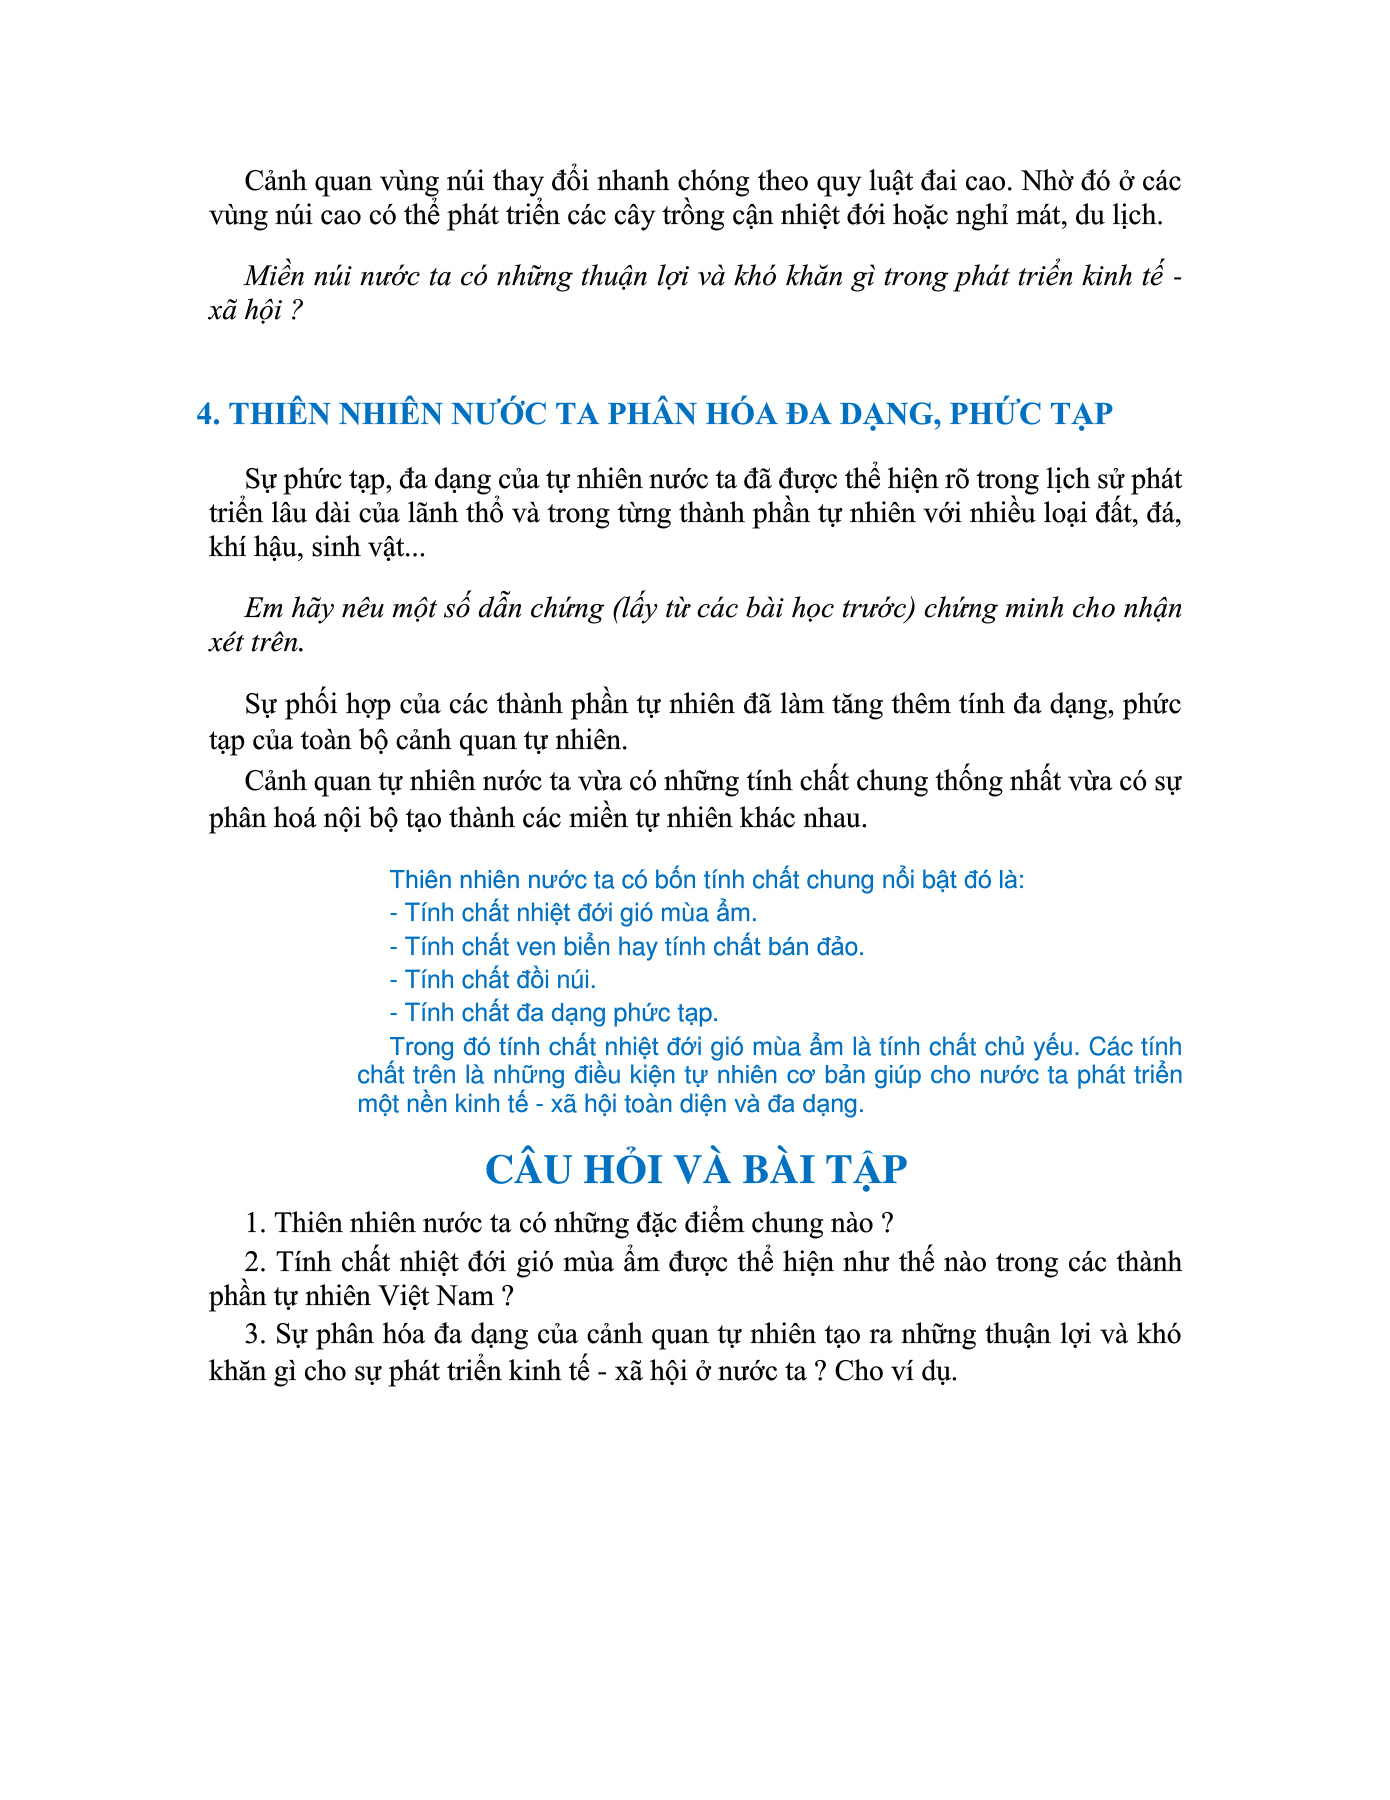 Cảnh quan vùng núi thay đổi nhanh chóng theo quy luật đai cao. Nhờ đó ở các
vùng núi cao có thể phát triển các cây trồng cận nhiệt đới hoặc nghỉ mát, du lịch.
Miền núi nước ta có những thuận lợi và khó khăn gì trong phát triển kinh tế -
xã hội ?
4. THIÊN NHIÊN NƯỚC TA PHÂN HÓA ĐA DẠNG, PHỨC TẠP
Sự phức tạp, đa dạng của tự nhiên nước ta đã được thể hiện rõ trong lịch sử phát
triển lâu dài của lãnh thổ và trong từng thành phần tự nhiên với nhiều loại đất, đá,
khí hậu, sinh vật...
Em hãy nêu một số dẫn chứng (lấy từ các bài học trước) chứng minh cho nhận
xét trên.
Sự phối hợp của các thành phần tự nhiên đã làm tăng thêm tính đa dạng, phức
tạp của toàn bộ cảnh quan tự nhiên.
Cảnh quan tự nhiên nước ta vừa có những tính chất chung thống nhất vừa có sự
phân hoá nội bộ tạo thành các miền tự nhiên khác nhau.
Thiên nhiên nước ta có bốn tính chất chung nổi bật đó là:
- Tính chất nhiệt đới gió mùa ẩm.
- Tính chất ven biển hay tính chất bán đảo.
- Tính chất đồi núi.
- Tính chất đa dạng phức tạp.
Trong đó tính chất nhiệt đới gió mùa ẩm là tính chất chủ yếu. Các tính
chất trên là những điều kiện tự nhiên cơ bản giúp cho nước ta phát triển
một nền kinh tế - xã hội toàn diện và đa dạng.
CÂU HỎI VÀ BÀI TẬP
1. Thiên nhiên nước ta có những đặc điểm chung nào ?
2. Tính chất nhiệt đới gió mùa ẩm được thể hiện như thế nào trong các thành
phần tự nhiên Việt Nam ?
3. Sự phân hóa đa dạng của cảnh quan tự nhiên tạo ra những thuận lợi và khó
khăn gì cho sự phát triển kinh tế - xã hội ở nước ta ? Cho ví dụ.